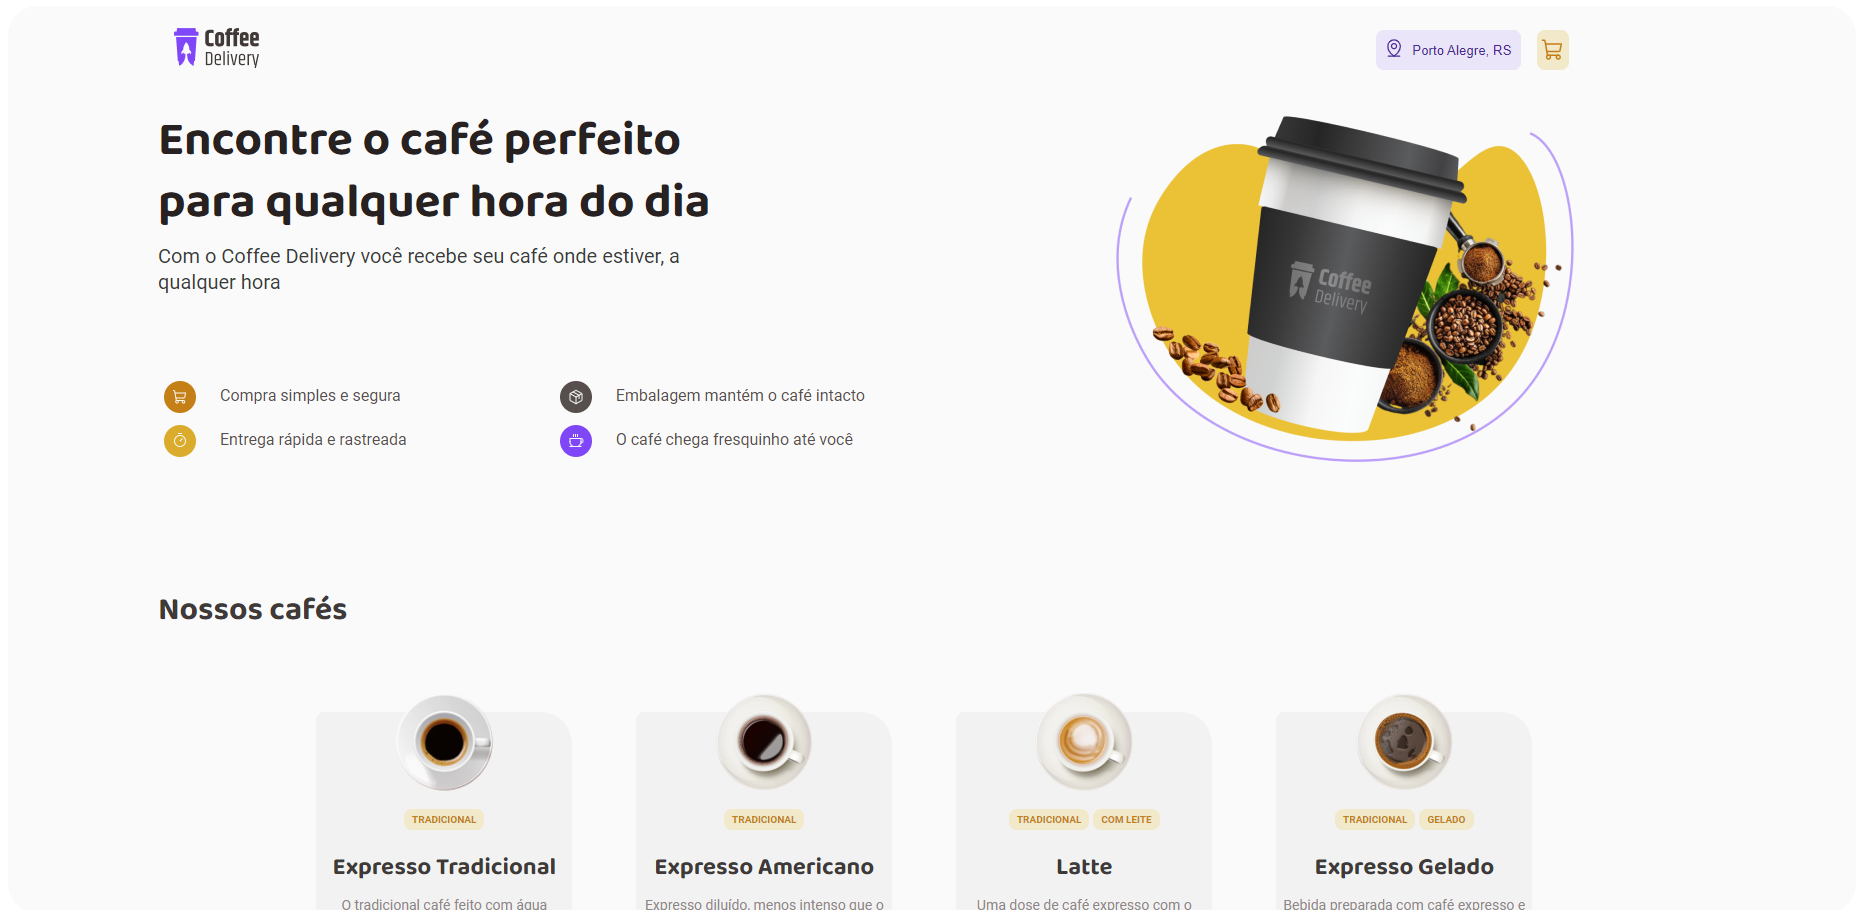 Coffee
Delivery
Porto Alegre, RS
Encontre o café perfeito
para qualquer hora do dia
Com o Coffee Delivery você recebe seu café onde estiver, a
qualquer hora
Coffee
Delivery
Compra simples e segura
Embalagem mantém o café intacto
Entrega rápida e rastreada
O café chega fresquinho até você
Nossos cafés
TRADICIONAL
TRADICIONAL
TRADICIONAL COM LEITE
TRADICIONAL GELADO
Expresso Tradicional
Expresso Americano
Latte
Expresso Gelado
O tradicional café feito com água
Expresso diluído, menos intenso que o
Uma dose de café expresso com o
Bebida preparada com café expresso e